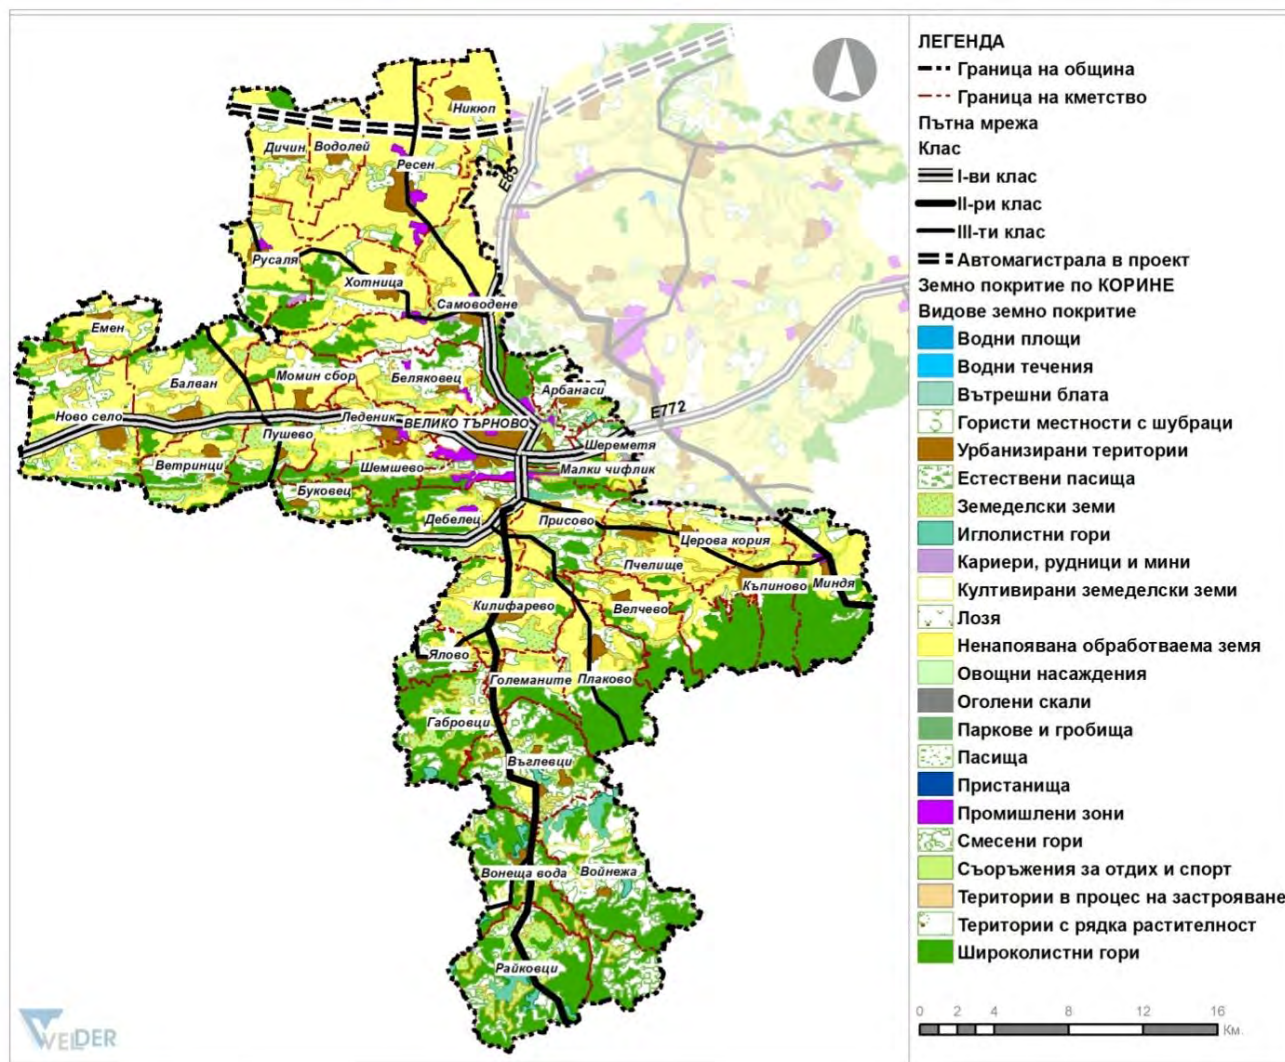 Никюп
Дичин
Водолей
Ресен
E85
Русаля
Хотница
Самоводене
Емен
Балван
Момин сбор
Беляковец
Арбанаси
E772
Ново село
Леденик
ВЕЛИКО ТЪРНОВО
Пушево
Шереметя
Ветринци
Шемшево
Малки чифлик
Буковец
Дебелец
Присово
Церова кория
Пчелище
Къпиново
Миндя
Килифарево
Велчево
Ялово
Големаните
Плаково
Габровци
Въглевци
Вонеща вода
Войнежа
Райковци
WELDER
ЛЕГЕНДА
Граница на община
Граница на кметство
Пътна мрежа
Клас
I-ви клас
II-ри клас
III-ти клас
Автомагистрала в проект
Земно покритие по КОРИНЕ
Видове земно покритие
Водни площи
Водни течения
Вътрешни блата
Гористи местности с шубраци
Урбанизирани територии
Естествени пасища
Земеделски земи
Иглолистни гори
Кариери, рудници и мини
Култивирани земеделски земи
Лозя
Ненапоявана обработваема земя
Овощни насаждения
Оголени скали
Паркове и гробища
Пасища
Пристанища
Промишлени зони
Смесени гори
Съоръжения за отдих и спорт
Територии в процес на застрояване
Територии с рядка растителност
Широколистни гори
0 2 4 8 12 16
Км.